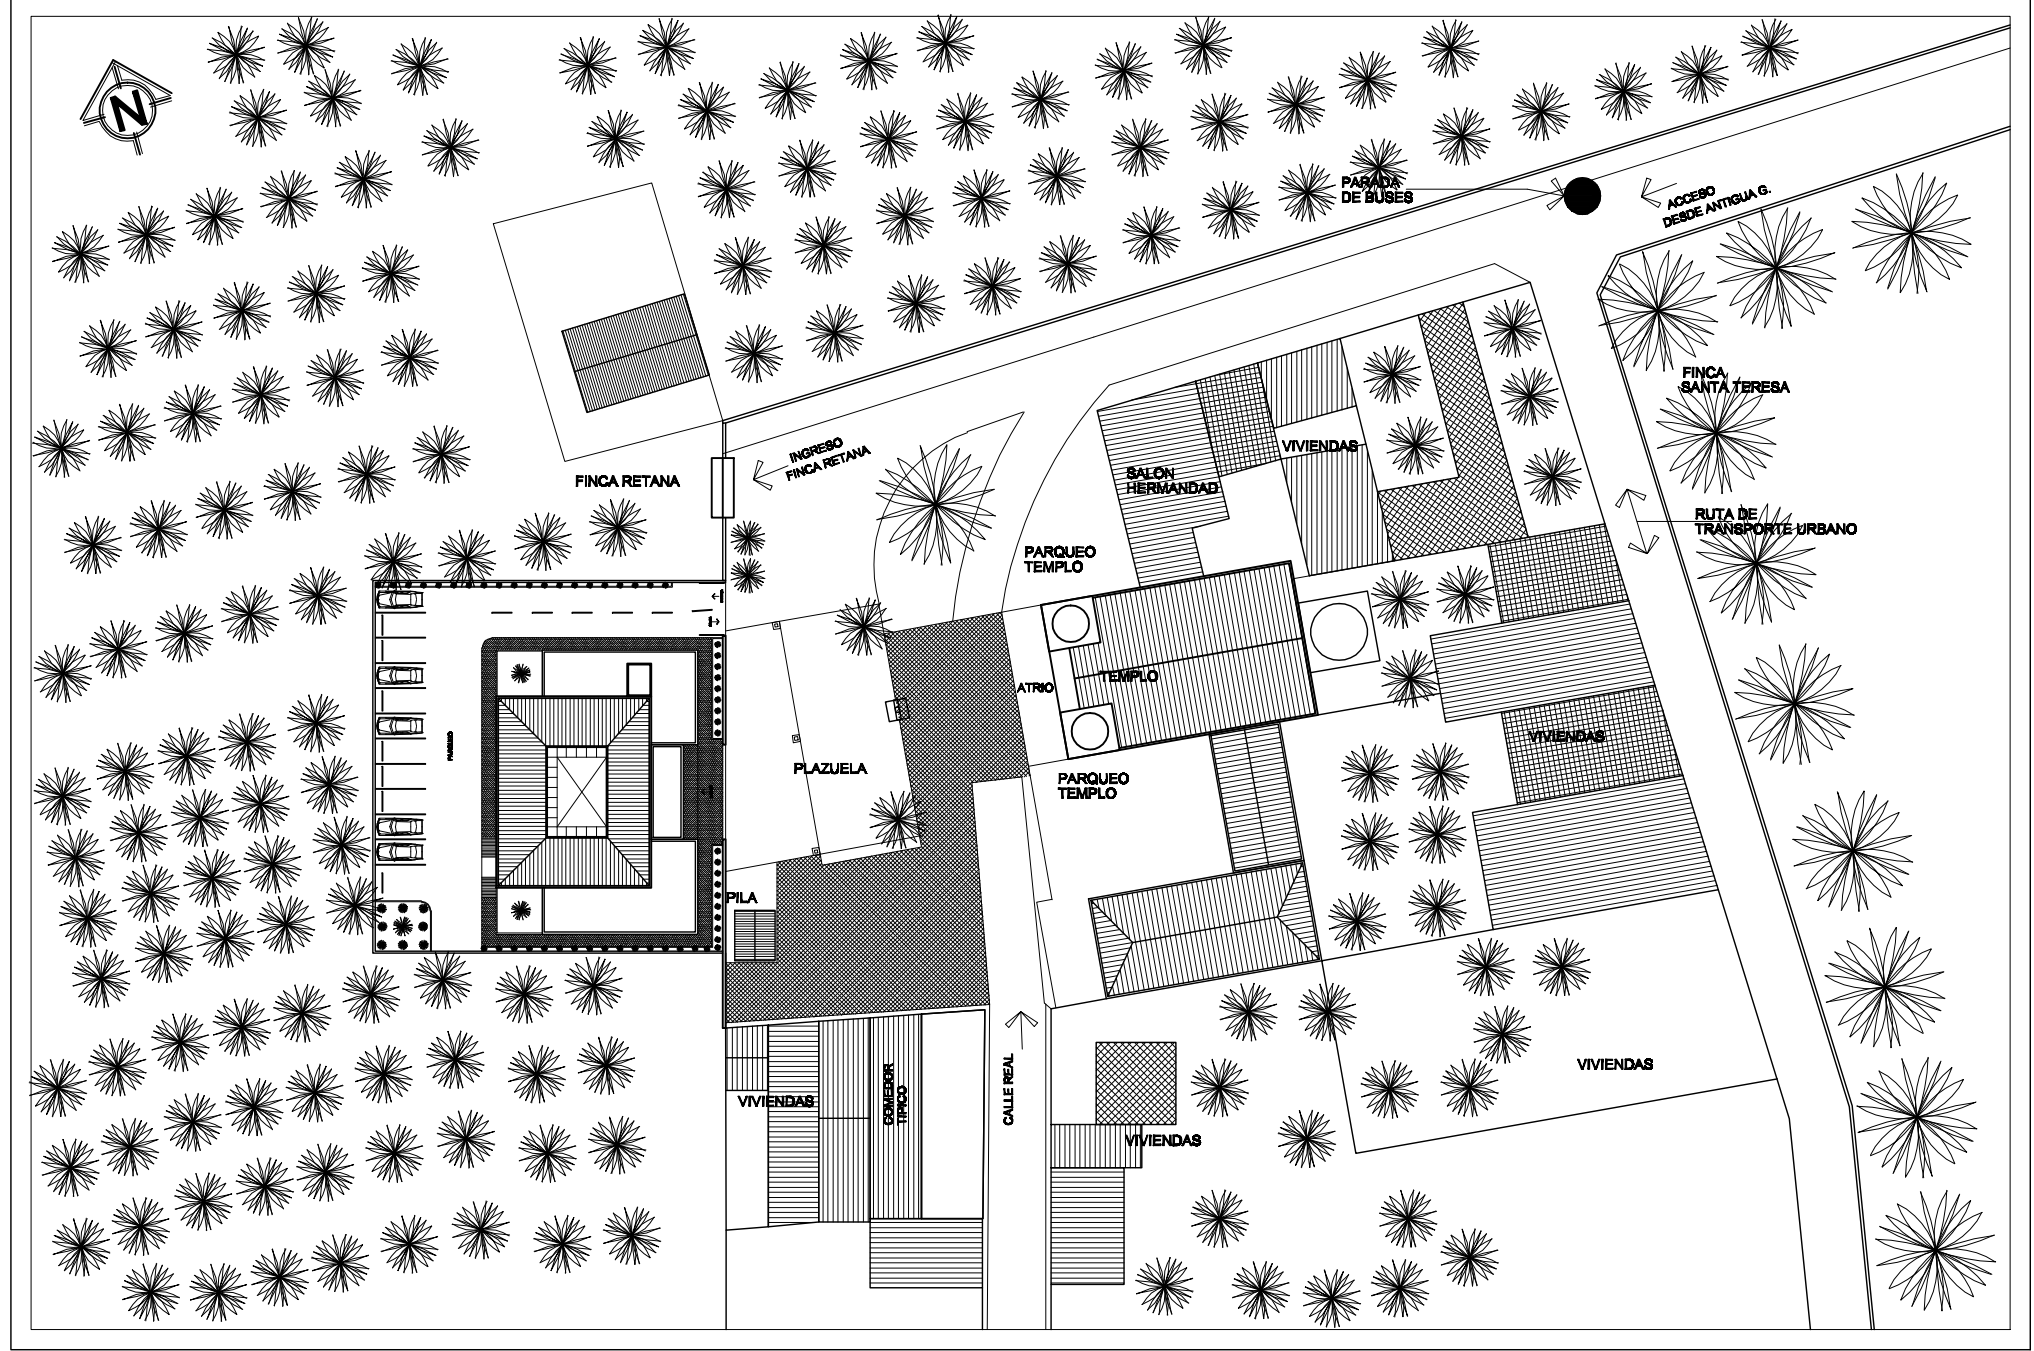 N
PARADA
DE BUSES
ACCESO
DESDE ANTIGUA G.
FINCA
SANTA TERESA
INGRESO
FINCA RETANA
FINCA RETANA
VIVIENDAS
SALON
HERMANDAD
RUTA DE
TRANSPORTE URBANO
PARQUEO
TEMPLO
ATRIO
TEMPLO
PARQUEO
VIVIENDAS
PLAZUELA
PARQUEO
TEMPLO
PILA
VIVIENDAS
COMEDOR
TIPICO
CALLE REAL
VIVIENDAS
VIVIENDAS